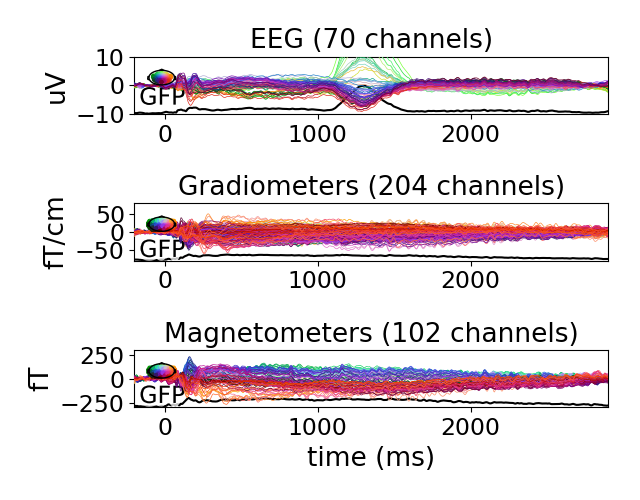 EEG (70 channels)
10
0
−10
uV
GFP
0 1000 2000
Gradiometers (204 channels)
50
0
−50
fT/cm
GFP
0 1000 2000
Magnetometers (102 channels)
250
0
−250
fT
GFP
0 1000 2000
time (ms)